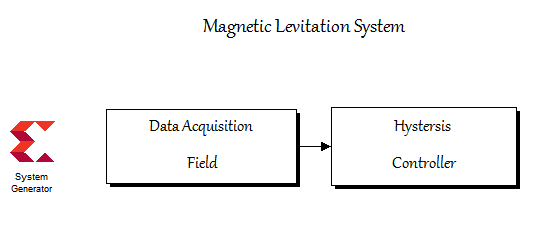 Magnetic Levitation System
Data Acquisition
Field
Hystersis
Controller
System
Generator